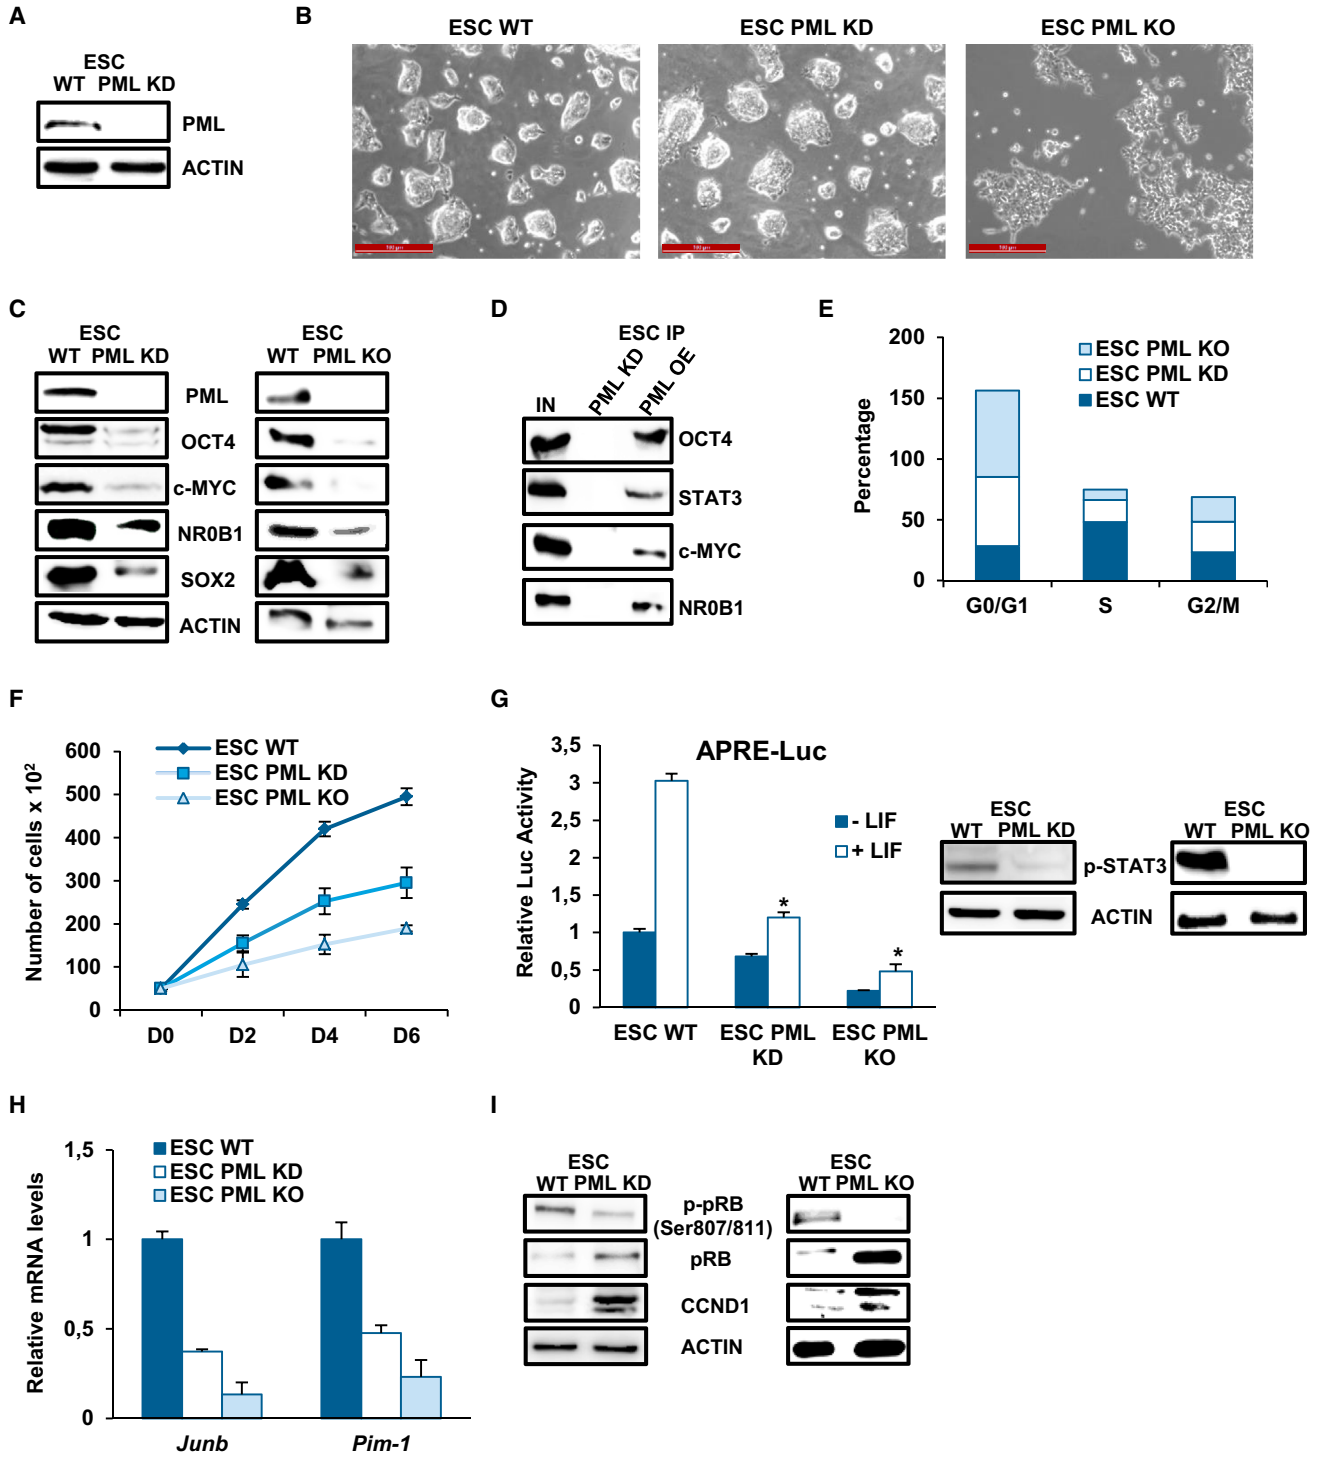 A
ESC
WT PML KD
PML
ACTIN
B
ESC WT
ESC PML KD
ESC PML KO
100 µm
100 µm
100 µm
C
ESC
WT PML KD
ESC
WT PML KO
PML
OCT4
c-MYC
NR0B1
SOX2
ACTIN
D
ESC IP
IN
PML KD
PML OE
OCT4
STAT3
c-MYC
NR0B1
E
Percentage
200
150
100
50
0
ESC PML KO
ESC PML KD
ESC WT
G0/G1 S G2/M
F
Number of cells x 10²
600
500
400
300
200
100
0
ESC WT
ESC PML KD
ESC PML KO
D0 D2 D4 D6
G
APRE-Luc
Relative Luc Activity
3,5
3
2,5
2
1,5
1
0,5
0
- LIF
+ LIF
*
*
ESC WT
ESC PML
KD
ESC PML
KO
ESC
WT PML KD
p-STAT3
ACTIN
ESC
WT PML KO
H
Relative mRNA levels
1,5
1
0,5
0
ESC WT
ESC PML KD
ESC PML KO
Junb
Pim-1
I
ESC
WT PML KD
ESC
WT PML KO
p-pRB
(Ser807/811)
pRB
CCND1
ACTIN